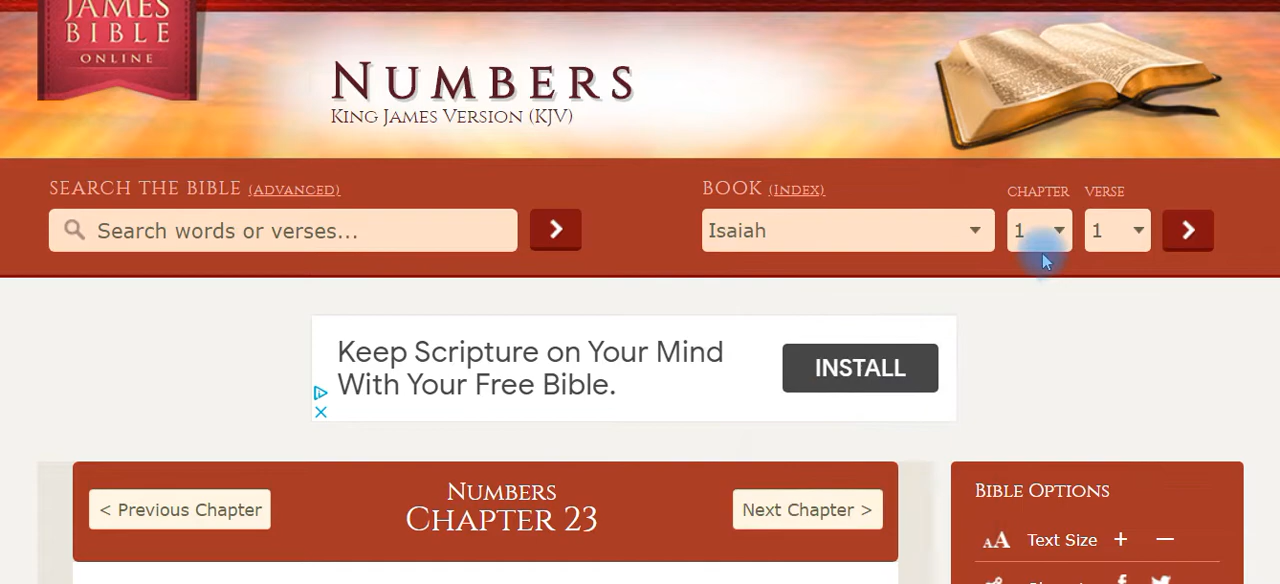 JAMES
BIBLE
ONLINE
NUMBERS
KING JAMES VERSION (KJV)
SEARCH THE BIBLE (ADVANCED)
Search words or verses...
BOOK (INDEX)
CHAPTER VERSE
Isaiah 1 1
Keep Scripture on Your Mind
With Your Free Bible.
INSTALL
< Previous Chapter
NUMBERS
CHAPTER 23
Next Chapter >
BIBLE OPTIONS
AA Text Size + −